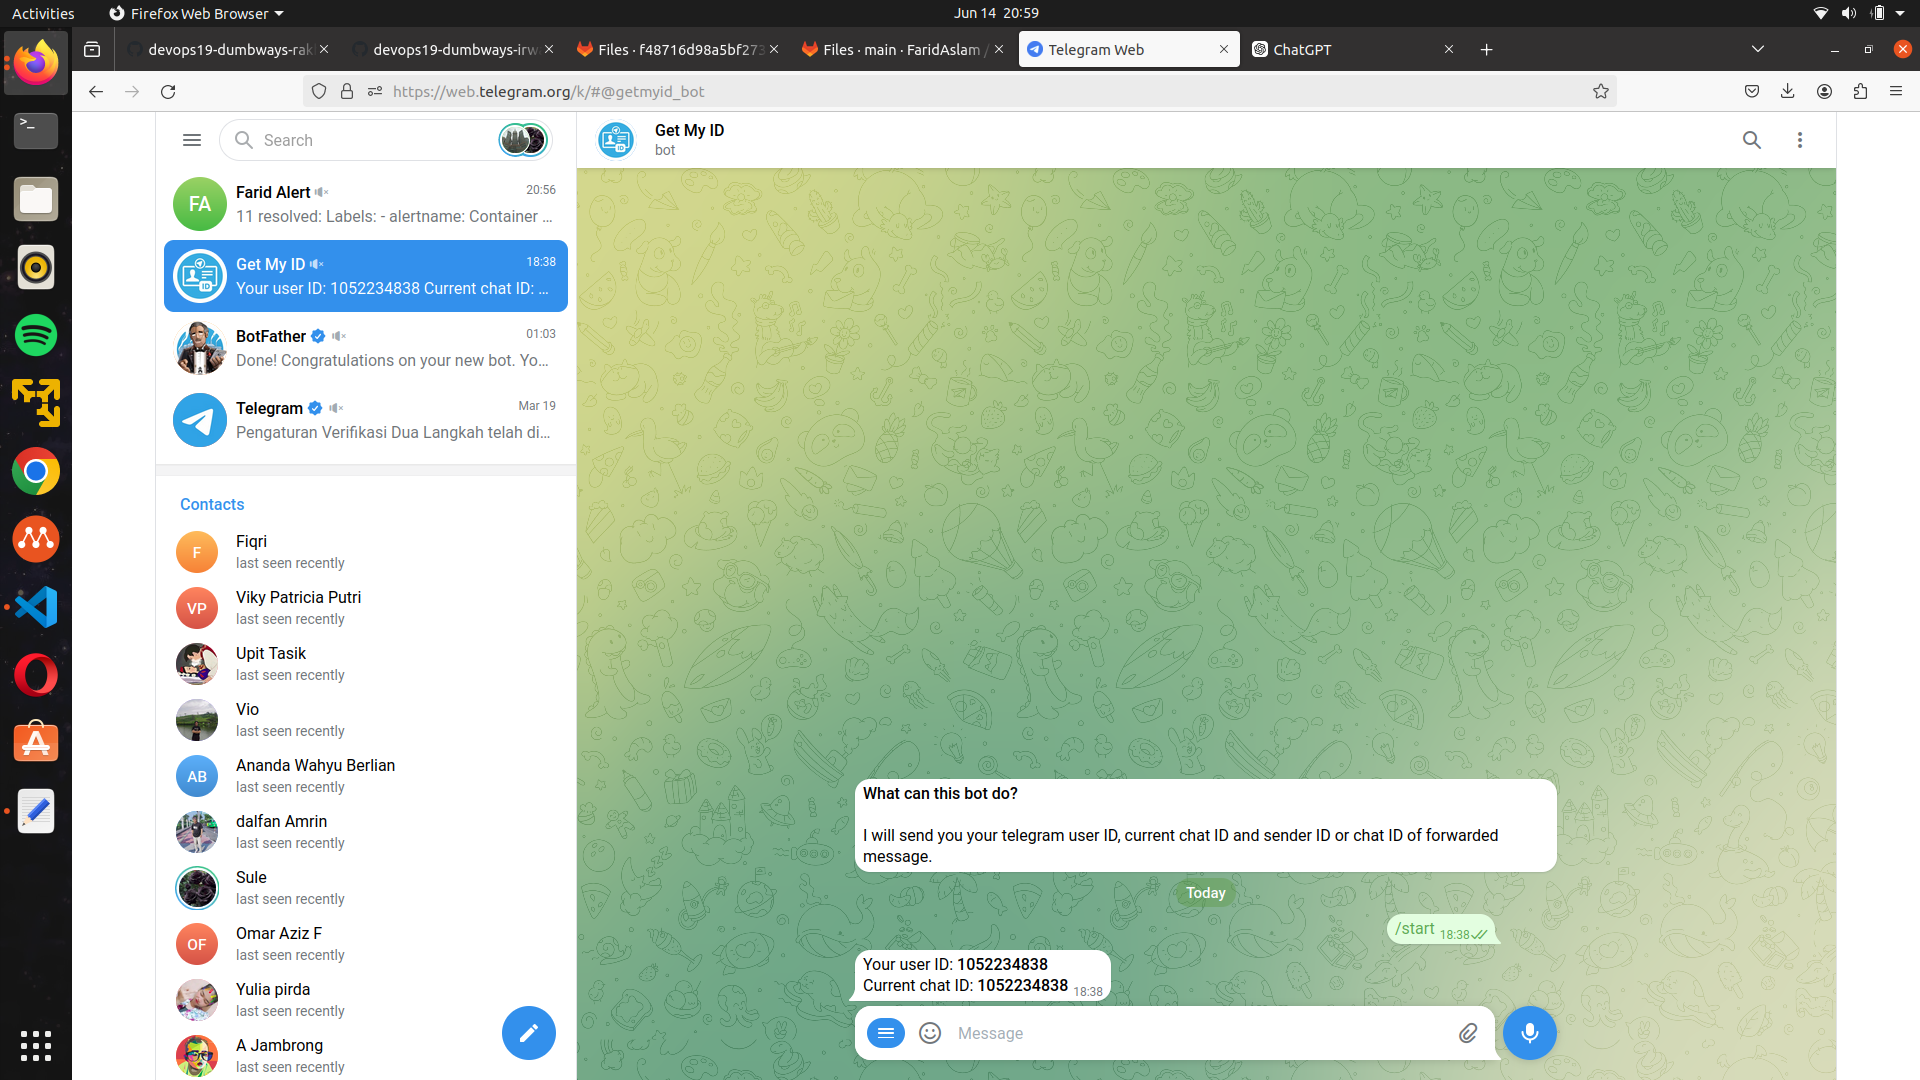 Activities
Firefox Web Browser
Jun 14 20:59
devops19-dumbways-rak
devops19-dumbways-irw
Files · f48716d98a5bf273
Files · main · FaridAslam /
Telegram Web
ChatGPT
https://web.telegram.org/k/#@getmyid_bot
Search
Get My ID
bot
FA
Farid Alert
20:56
11 resolved: Labels: - alertname: Container ...
Get My ID
18:38
Your user ID: 1052234838 Current chat ID: ...
BotFather
01:03
Done! Congratulations on your new bot. Yo...
Telegram
Mar 19
Pengaturan Verifikasi Dua Langkah telah di...
Contacts
F
Fiqri
last seen recently
VP
Viky Patricia Putri
last seen recently
Upit Tasik
last seen recently
Vio
last seen recently
AB
Ananda Wahyu Berlian
last seen recently
dalfan Amrin
last seen recently
Sule
last seen recently
OF
Omar Aziz F
last seen recently
Yulia pirda
last seen recently
A Jambrong
last seen recently
What can this bot do?
I will send you your telegram user ID, current chat ID and sender ID or chat ID of forwarded
message.
Today
/start 18:38
Your user ID: 1052234838
Current chat ID: 1052234838 18:38
Message